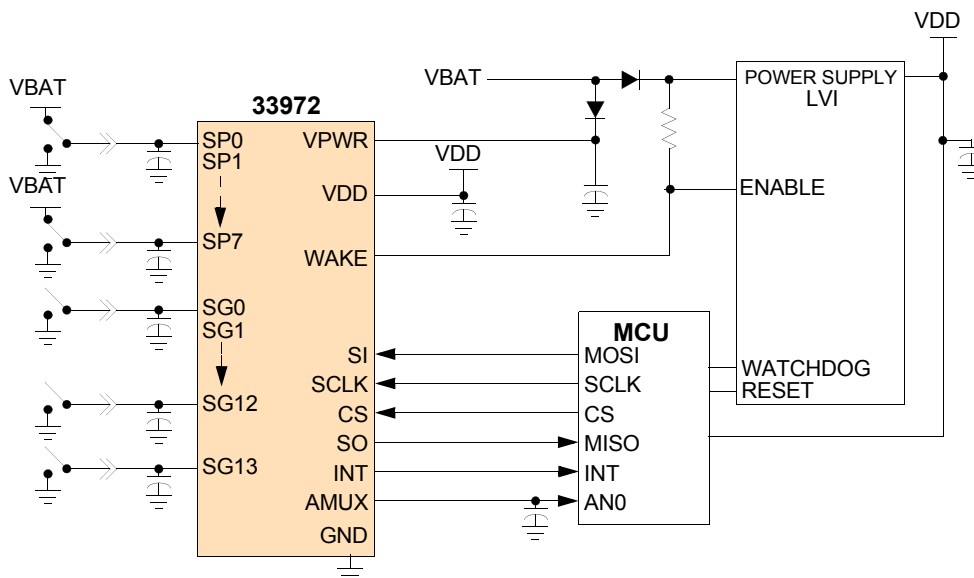 VDD
VBAT
POWER SUPPLY
LVI
VBAT
33972
SP0
SP1
VPWR
VDD
VDD
ENABLE
VBAT
SP7
WAKE
SG0
SG1
MCU
SI
MOSI
SCLK
SCLK
WATCHDOG
RESET
SG12
CS
CS
SO
MISO
SG13
INT
INT
AMUX
AN0
GND